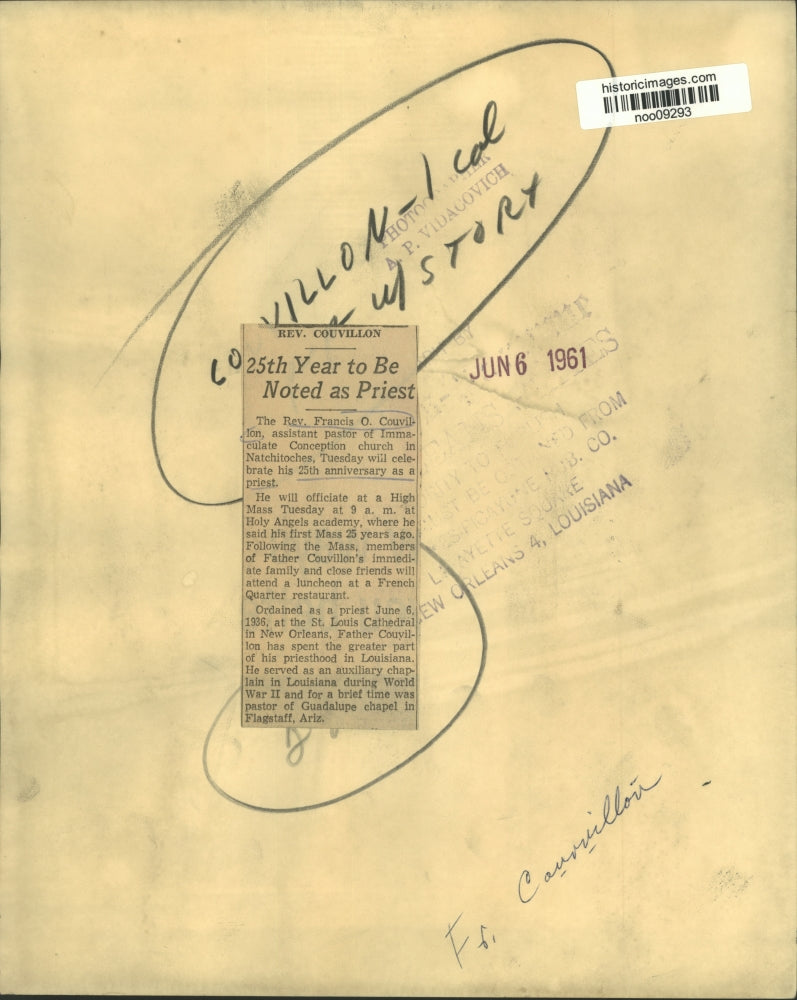 historicimages.com
noo09293
VILLON-1 col
w/STORY
A. P. VIDACOVICH
JUN 6 1961
REV. COUVILLON
25th Year to Be
Noted as Priest
The Rev. Francis O. Couvil-
lon, assistant pastor of Imma-
culate Conception church in
Natchitoches, Tuesday will cele-
brate his 25th anniversary as a
priest.
He will officiate at a High
Mass Tuesday at 9 a. m. at
Holy Angels academy, where he
said his first Mass 25 years ago.
Following the Mass, members
of Father Couvillon's immedi-
ate family and close friends will
attend a luncheon at a French
Quarter restaurant.
Ordained as a priest June 6,
1936, at the St. Louis Cathedral
in New Orleans, Father Couvil-
lon has spent the greater part
of his priesthood in Louisiana.
He served as an auxiliary chap-
lain in Louisiana during World
War II and for a brief time was
pastor of Guadalupe chapel in
Flagstaff, Ariz.
FROM
CO.
SQUARE
ORLEANS 4, LOUISIANA
Fr. Couvillon